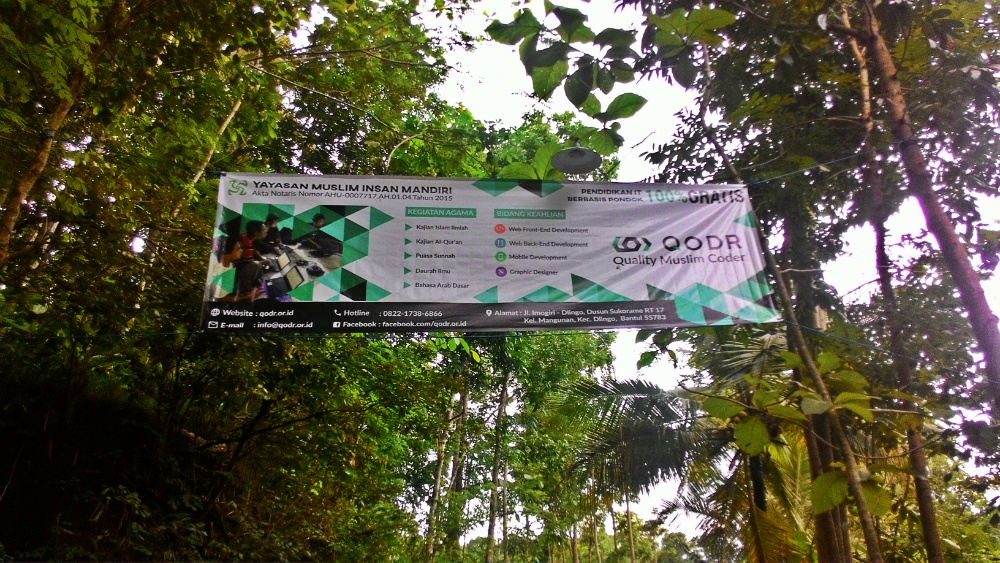 YAYASAN MUSLIM INSAN MANDIRI
Akta Notaris Nomor AHU-0007717.AH.01.04 Tahun 2015
PENDIDIKAN IT
BERBASIS PONDOK
100% GRATIS
KEGIATAN AGAMA
Kajian Islam Ilmiah
Kajian Al-Qur'an
Puasa Sunnah
Daurah Ilmu
Bahasa Arab Dasar
BIDANG KEAHLIAN
Web Front-End Development
Web Back-End Development
Mobile Development
Graphic Designer
QODR
Quality Muslim Coder
Website : qodr.or.id
E-mail : info@qodr.or.id
Hotline : 0822-1738-6866
Facebook : facebook.com/qodr.or.id
Alamat : Jl. Imogiri - Dlingo, Dusun Sukorame RT 17
Kel. Mangunan, Kec. Dlingo, Bantul 55783